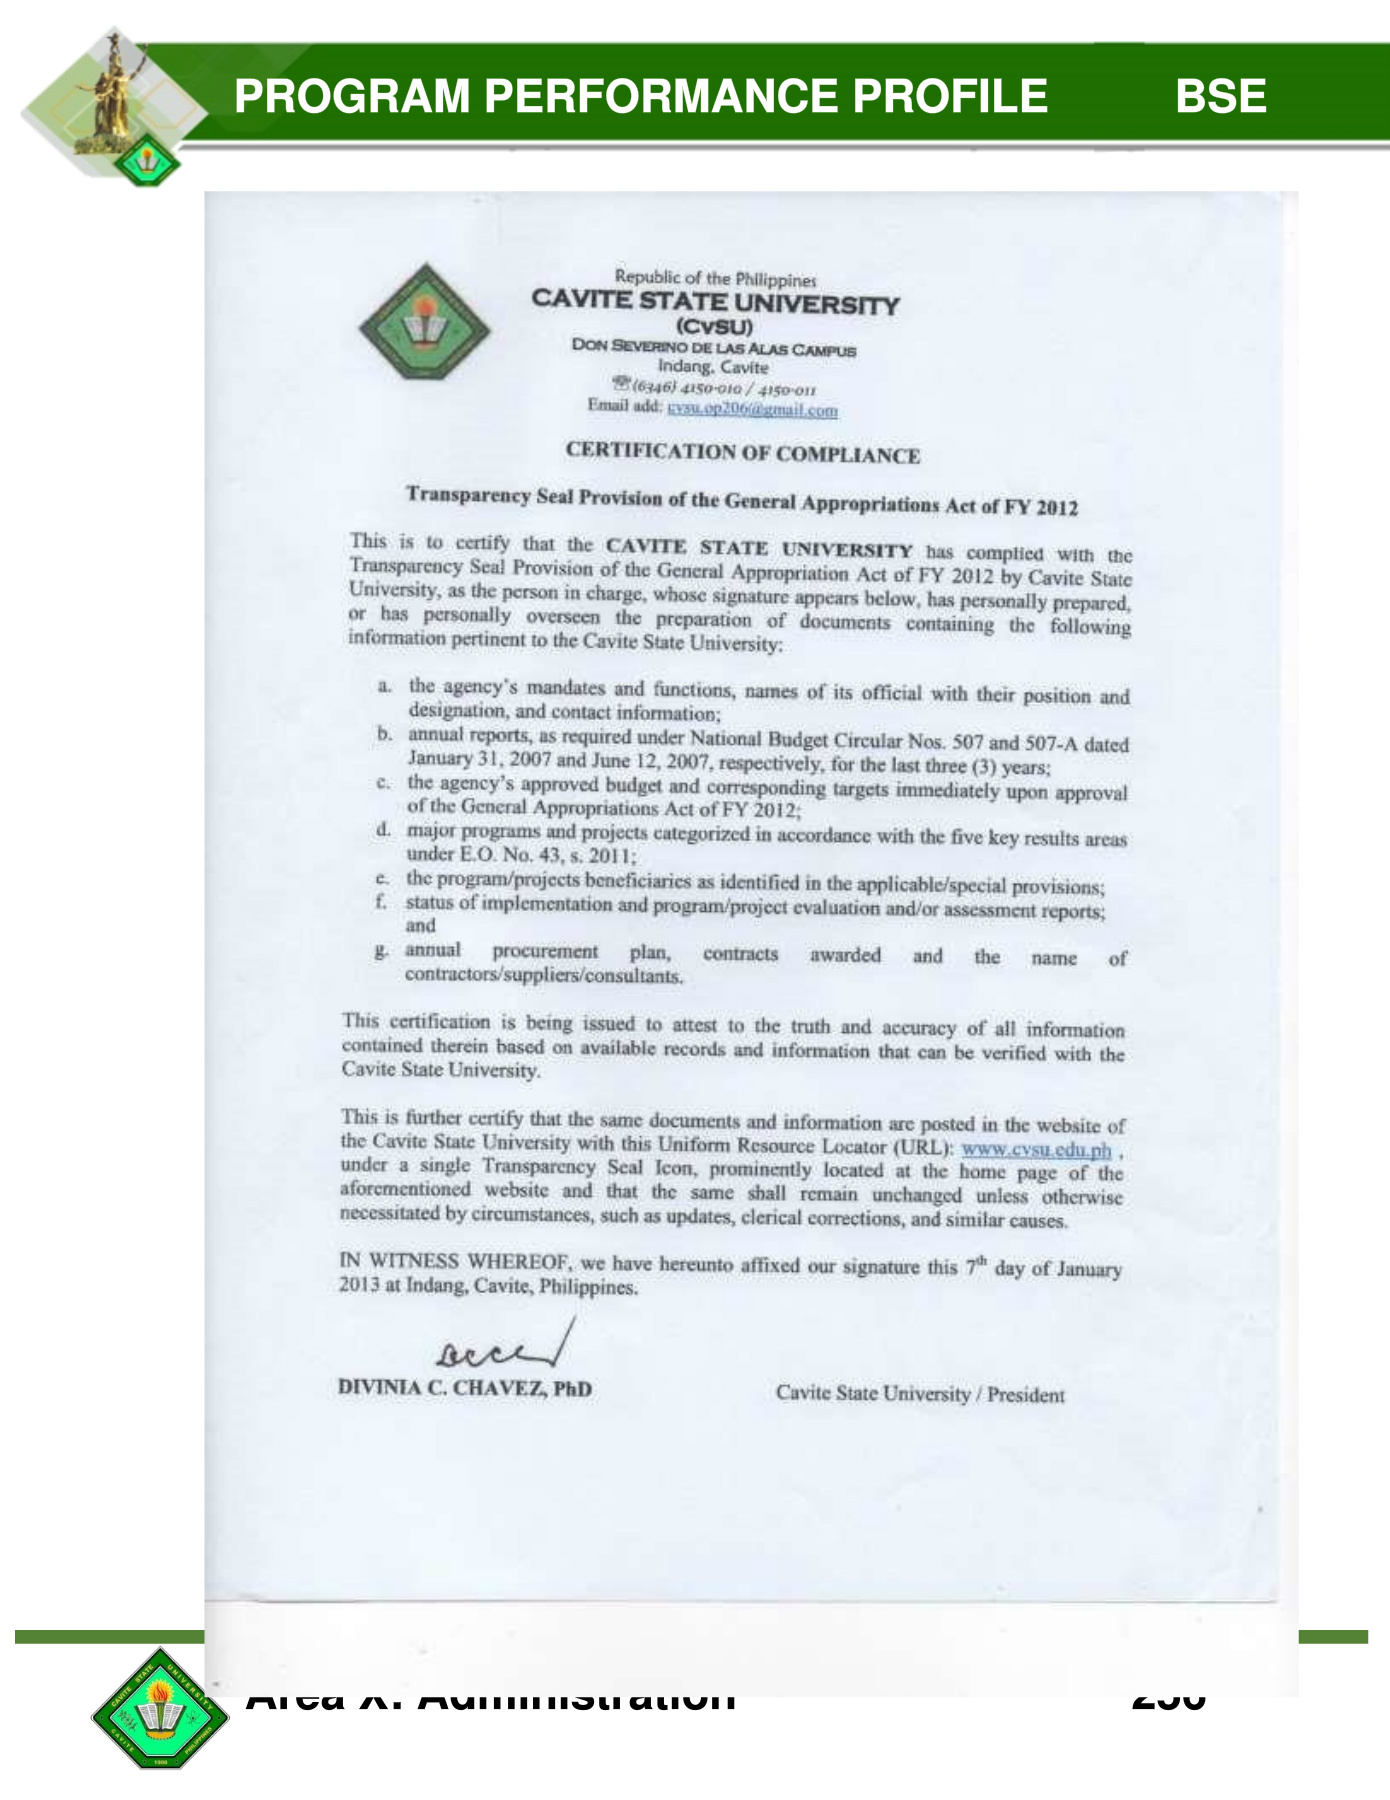 PROGRAM PERFORMANCE PROFILE BSE
Republic of the Philippines
CAVITE STATE UNIVERSITY
(CvSU)
DON SEVERINO DE LAS ALAS CAMPUS
Indang, Cavite
☎(6346) 4150-010 / 4150-011
Email add: cvsu.op206@gmail.com
CERTIFICATION OF COMPLIANCE
Transparency Seal Provision of the General Appropriations Act of FY 2012
This is to certify that the CAVITE STATE UNIVERSITY has complied with the
Transparency Seal Provision of the General Appropriation Act of FY 2012 by Cavite State
University, as the person in charge, whose signature appears below, has personally prepared,
or has personally overseen the preparation of documents containing the following
information pertinent to the Cavite State University:
a. the agency's mandates and functions, names of its official with their position and
designation, and contact information;
b. annual reports, as required under National Budget Circular Nos. 507 and 507-A dated
January 31, 2007 and June 12, 2007, respectively, for the last three (3) years;
c. the agency's approved budget and corresponding targets immediately upon approval
of the General Appropriations Act of FY 2012;
d. major programs and projects categorized in accordance with the five key results areas
under E.O. No. 43, s. 2011;
e. the program/projects beneficiaries as identified in the applicable/special provisions;
f. status of implementation and program/project evaluation and/or assessment reports;
and
g. annual procurement plan, contracts awarded and the name of
contractors/suppliers/consultants.
This certification is being issued to attest to the truth and accuracy of all information
contained therein based on available records and information that can be verified with the
Cavite State University.
This is further certify that the same documents and information are posted in the website of
the Cavite State University with this Uniform Resource Locator (URL): www.cvsu.edu.ph ,
under a single Transparency Seal Icon, prominently located at the home page of the
aforementioned website and that the same shall remain unchanged unless otherwise
necessitated by circumstances, such as updates, clerical corrections, and similar causes.
IN WITNESS WHEREOF, we have hereunto affixed our signature this 7th day of January
2013 at Indang, Cavite, Philippines.
DIVINIA C. CHAVEZ, PhD
Cavite State University / President
CAVITE STATE UNIVERSITY
CAVITE 1906 PHILIPPINES
Area X: Administration